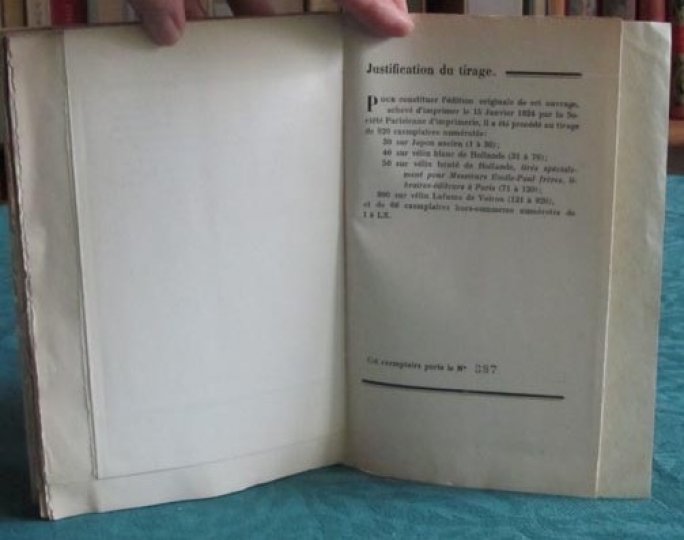 Justification du tirage.
POUR constituer l'édition originale de cet ouvrage,
achevé d'imprimer le 15 Janvier 1924 par la So-
ciété Parisienne d'imprimerie, il a été procédé au tirage
de 920 exemplaires numérotés:
30 sur Japon ancien (1 à 30);
40 sur vélin blanc de Hollande (31 à 70);
50 sur vélin teinté de Hollande, tirés spéciale-
ment pour Messieurs Emile-Paul frères, li-
braires-éditeurs à Paris (71 à 120);
800 sur vélin Lafuma de Voiron (121 à 920);
et de exemplaires hors-commerce numérotés de
I à LX.
Cet exemplaire porte le N° 387